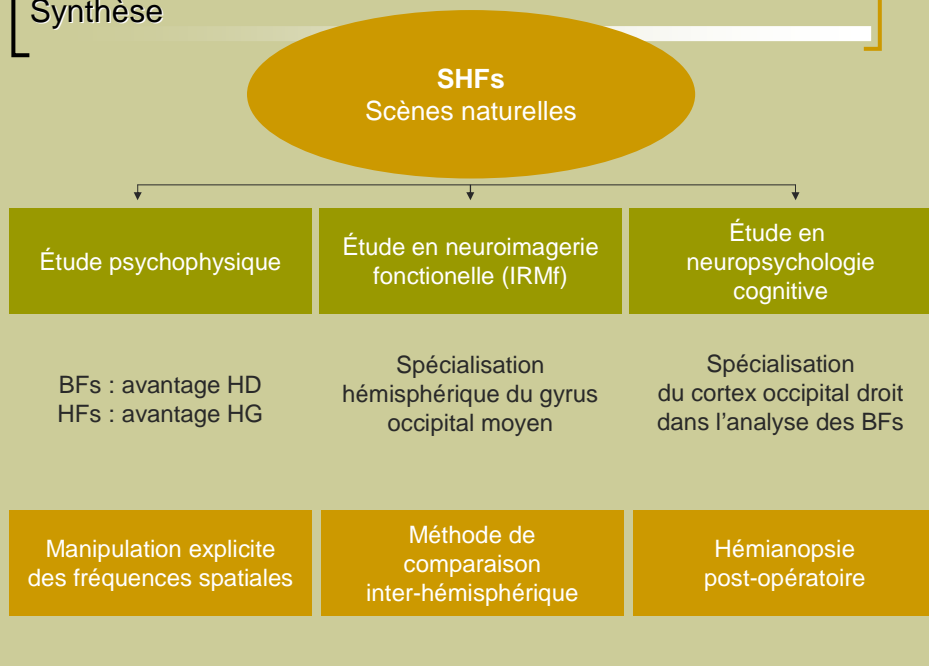 Synthèse
SHFs
Scènes naturelles
Étude psychophysique
Étude en neuroimagerie
fonctionelle (IRMf)
Étude en
neuropsychologie
cognitive
BFs : avantage HD
HFs : avantage HG
Spécialisation
hémisphérique du gyrus
occipital moyen
Spécialisation
du cortex occipital droit
dans l'analyse des BFs
Manipulation explicite
des fréquences spatiales
Méthode de
comparaison
inter-hémisphérique
Hémianopsie
post-opératoire